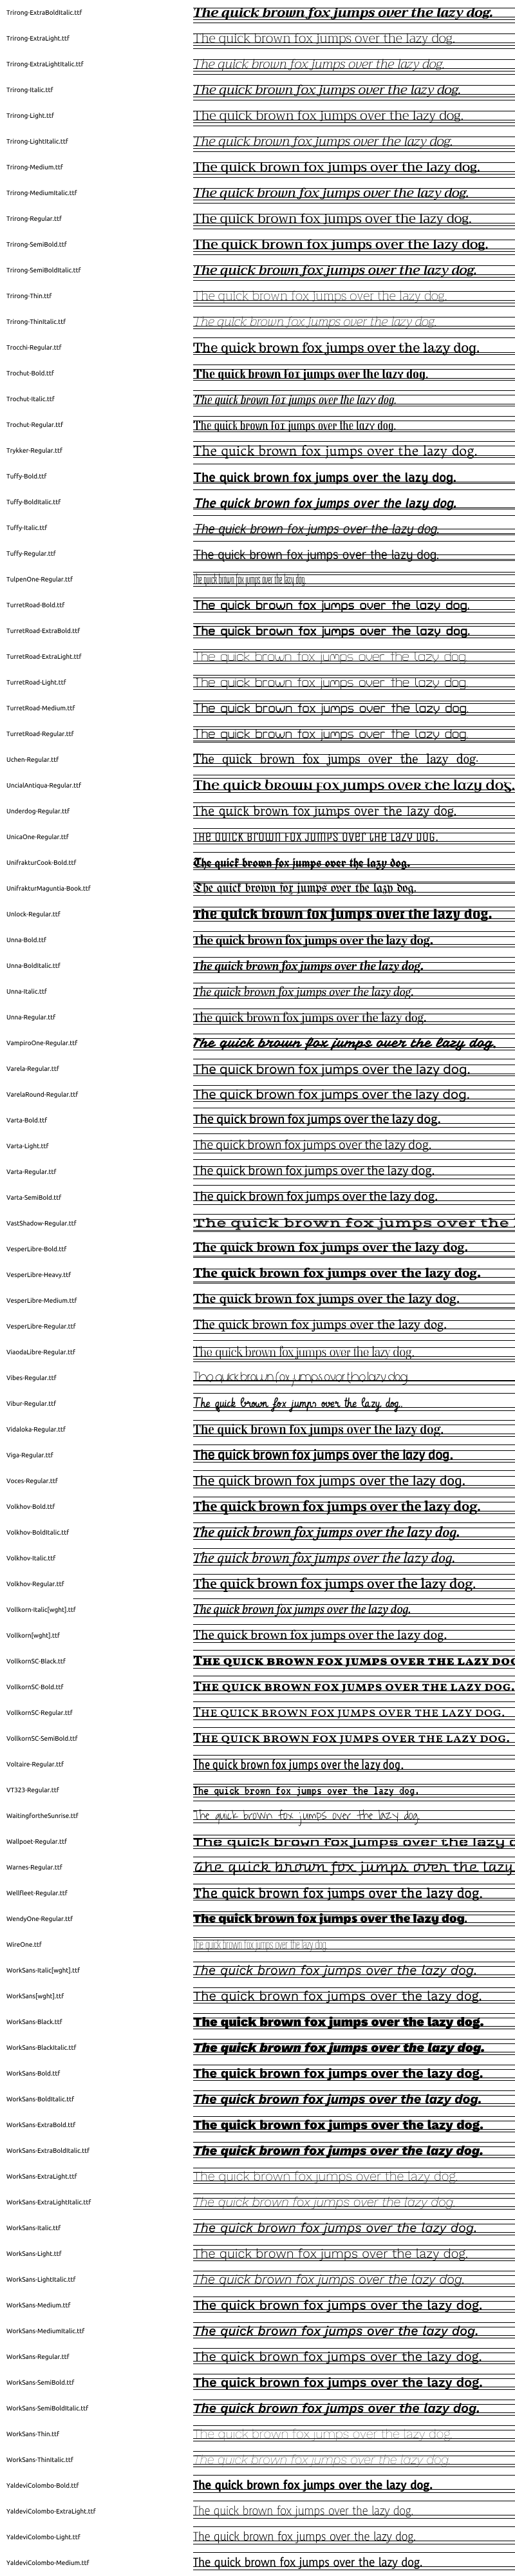 Trirong-ExtraBoldItalic.ttf The quick brown fox jumps over the lazy dog.
Trirong-ExtraLight.ttf The quick brown fox jumps over the lazy dog.
Trirong-ExtraLightItalic.ttf The quick brown fox jumps over the lazy dog.
Trirong-Italic.ttf The quick brown fox jumps over the lazy dog.
Trirong-Light.ttf The quick brown fox jumps over the lazy dog.
Trirong-LightItalic.ttf The quick brown fox jumps over the lazy dog.
Trirong-Medium.ttf The quick brown fox jumps over the lazy dog.
Trirong-MediumItalic.ttf The quick brown fox jumps over the lazy dog.
Trirong-Regular.ttf The quick brown fox jumps over the lazy dog.
Trirong-SemiBold.ttf The quick brown fox jumps over the lazy dog.
Trirong-SemiBoldItalic.ttf The quick brown fox jumps over the lazy dog.
Trirong-Thin.ttf The quick brown fox jumps over the lazy dog.
Trirong-ThinItalic.ttf The quick brown fox jumps over the lazy dog.
Trocchi-Regular.ttf The quick brown fox jumps over the lazy dog.
Trochut-Bold.ttf The quick brown fox jumps over the lazy dog.
Trochut-Italic.ttf The quick brown fox jumps over the lazy dog.
Trochut-Regular.ttf The quick brown fox jumps over the lazy dog.
Trykker-Regular.ttf The quick brown fox jumps over the lazy dog.
Tuffy-Bold.ttf The quick brown fox jumps over the lazy dog.
Tuffy-BoldItalic.ttf The quick brown fox jumps over the lazy dog.
Tuffy-Italic.ttf The quick brown fox jumps over the lazy dog.
Tuffy-Regular.ttf The quick brown fox jumps over the lazy dog.
TulpenOne-Regular.ttf The quick brown fox jumps over the lazy dog.
TurretRoad-Bold.ttf The quick brown fox jumps over the lazy dog.
TurretRoad-ExtraBold.ttf The quick brown fox jumps over the lazy dog.
TurretRoad-ExtraLight.ttf The quick brown fox jumps over the lazy dog.
TurretRoad-Light.ttf The quick brown fox jumps over the lazy dog.
TurretRoad-Medium.ttf The quick brown fox jumps over the lazy dog.
TurretRoad-Regular.ttf The quick brown fox jumps over the lazy dog.
Uchen-Regular.ttf The quick brown fox jumps over the lazy dog.
UncialAntiqua-Regular.ttf The quick brown fox jumps over the lazy dog.
Underdog-Regular.ttf The quick brown fox jumps over the lazy dog.
UnicaOne-Regular.ttf The quick brown fox jumps over the lazy dog.
UnifrakturCook-Bold.ttf The quick brown fox jumps over the lazy dog.
UnifrakturMaguntia-Book.ttf The quick brown fox jumps over the lazy dog.
Unlock-Regular.ttf The quick brown fox jumps over the lazy dog.
Unna-Bold.ttf The quick brown fox jumps over the lazy dog.
Unna-BoldItalic.ttf The quick brown fox jumps over the lazy dog.
Unna-Italic.ttf The quick brown fox jumps over the lazy dog.
Unna-Regular.ttf The quick brown fox jumps over the lazy dog.
VampiroOne-Regular.ttf The quick brown fox jumps over the lazy dog.
Varela-Regular.ttf The quick brown fox jumps over the lazy dog.
VarelaRound-Regular.ttf The quick brown fox jumps over the lazy dog.
Varta-Bold.ttf The quick brown fox jumps over the lazy dog.
Varta-Light.ttf The quick brown fox jumps over the lazy dog.
Varta-Regular.ttf The quick brown fox jumps over the lazy dog.
Varta-SemiBold.ttf The quick brown fox jumps over the lazy dog.
VastShadow-Regular.ttf The quick brown fox jumps over the
VesperLibre-Bold.ttf The quick brown fox jumps over the lazy dog.
VesperLibre-Heavy.ttf The quick brown fox jumps over the lazy dog.
VesperLibre-Medium.ttf The quick brown fox jumps over the lazy dog.
VesperLibre-Regular.ttf The quick brown fox jumps over the lazy dog.
ViaodaLibre-Regular.ttf The quick brown fox jumps over the lazy dog.
Vibes-Regular.ttf The quick brown fox jumps over the lazy dog.
Vibur-Regular.ttf The quick brown fox jumps over the lazy dog.
Vidaloka-Regular.ttf The quick brown fox jumps over the lazy dog.
Viga-Regular.ttf The quick brown fox jumps over the lazy dog.
Voces-Regular.ttf The quick brown fox jumps over the lazy dog.
Volkhov-Bold.ttf The quick brown fox jumps over the lazy dog.
Volkhov-BoldItalic.ttf The quick brown fox jumps over the lazy dog.
Volkhov-Italic.ttf The quick brown fox jumps over the lazy dog.
Volkhov-Regular.ttf The quick brown fox jumps over the lazy dog.
Vollkorn-Italic[wght].ttf The quick brown fox jumps over the lazy dog.
Vollkorn[wght].ttf The quick brown fox jumps over the lazy dog.
VollkornSC-Black.ttf The quick brown fox jumps over the lazy dog
VollkornSC-Bold.ttf The quick brown fox jumps over the lazy dog.
VollkornSC-Regular.ttf The quick brown fox jumps over the lazy dog.
VollkornSC-SemiBold.ttf The quick brown fox jumps over the lazy dog.
Voltaire-Regular.ttf The quick brown fox jumps over the lazy dog.
VT323-Regular.ttf The quick brown fox jumps over the lazy dog.
WaitingfortheSunrise.ttf The quick brown fox jumps over the lazy dog.
Wallpoet-Regular.ttf The quick brown fox jumps over the lazy d
Warnes-Regular.ttf The quick brown fox jumps over the lazy
Wellfleet-Regular.ttf The quick brown fox jumps over the lazy dog.
WendyOne-Regular.ttf The quick brown fox jumps over the lazy dog.
WireOne.ttf The quick brown fox jumps over the lazy dog.
WorkSans-Italic[wght].ttf The quick brown fox jumps over the lazy dog.
WorkSans[wght].ttf The quick brown fox jumps over the lazy dog.
WorkSans-Black.ttf The quick brown fox jumps over the lazy dog.
WorkSans-BlackItalic.ttf The quick brown fox jumps over the lazy dog.
WorkSans-Bold.ttf The quick brown fox jumps over the lazy dog.
WorkSans-BoldItalic.ttf The quick brown fox jumps over the lazy dog.
WorkSans-ExtraBold.ttf The quick brown fox jumps over the lazy dog.
WorkSans-ExtraBoldItalic.ttf The quick brown fox jumps over the lazy dog.
WorkSans-ExtraLight.ttf The quick brown fox jumps over the lazy dog.
WorkSans-ExtraLightItalic.ttf The quick brown fox jumps over the lazy dog.
WorkSans-Italic.ttf The quick brown fox jumps over the lazy dog.
WorkSans-Light.ttf The quick brown fox jumps over the lazy dog.
WorkSans-LightItalic.ttf The quick brown fox jumps over the lazy dog.
WorkSans-Medium.ttf The quick brown fox jumps over the lazy dog.
WorkSans-MediumItalic.ttf The quick brown fox jumps over the lazy dog.
WorkSans-Regular.ttf The quick brown fox jumps over the lazy dog.
WorkSans-SemiBold.ttf The quick brown fox jumps over the lazy dog.
WorkSans-SemiBoldItalic.ttf The quick brown fox jumps over the lazy dog.
WorkSans-Thin.ttf The quick brown fox jumps over the lazy dog.
WorkSans-ThinItalic.ttf The quick brown fox jumps over the lazy dog.
YaldeviColombo-Bold.ttf The quick brown fox jumps over the lazy dog.
YaldeviColombo-ExtraLight.ttf The quick brown fox jumps over the lazy dog.
YaldeviColombo-Light.ttf The quick brown fox jumps over the lazy dog.
YaldeviColombo-Medium.ttf The quick brown fox jumps over the lazy dog.